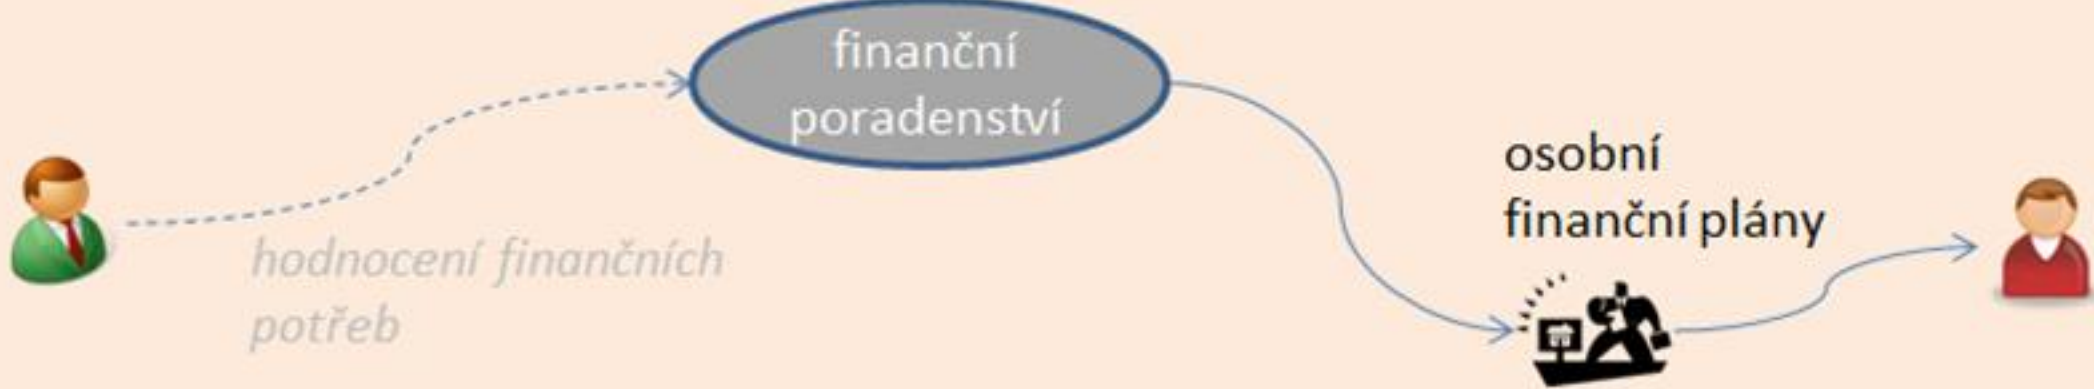 finanční
poradenství
osobní
finanční plány
hodnocení finančních
potřeb